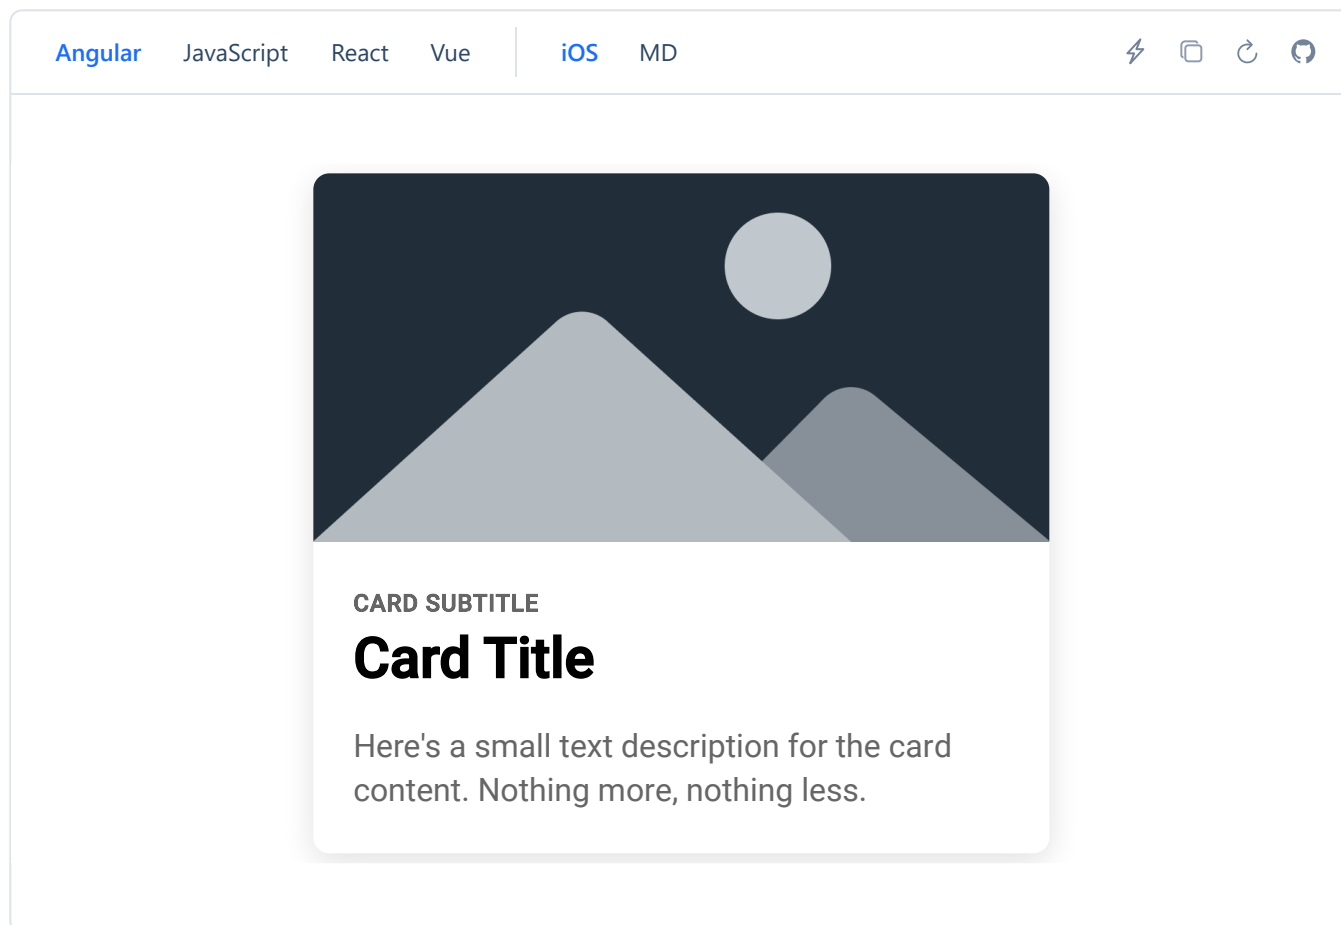 Angular JavaScript React Vue iOS MD
CARD SUBTITLE
Card Title
Here's a small text description for the card
content. Nothing more, nothing less.